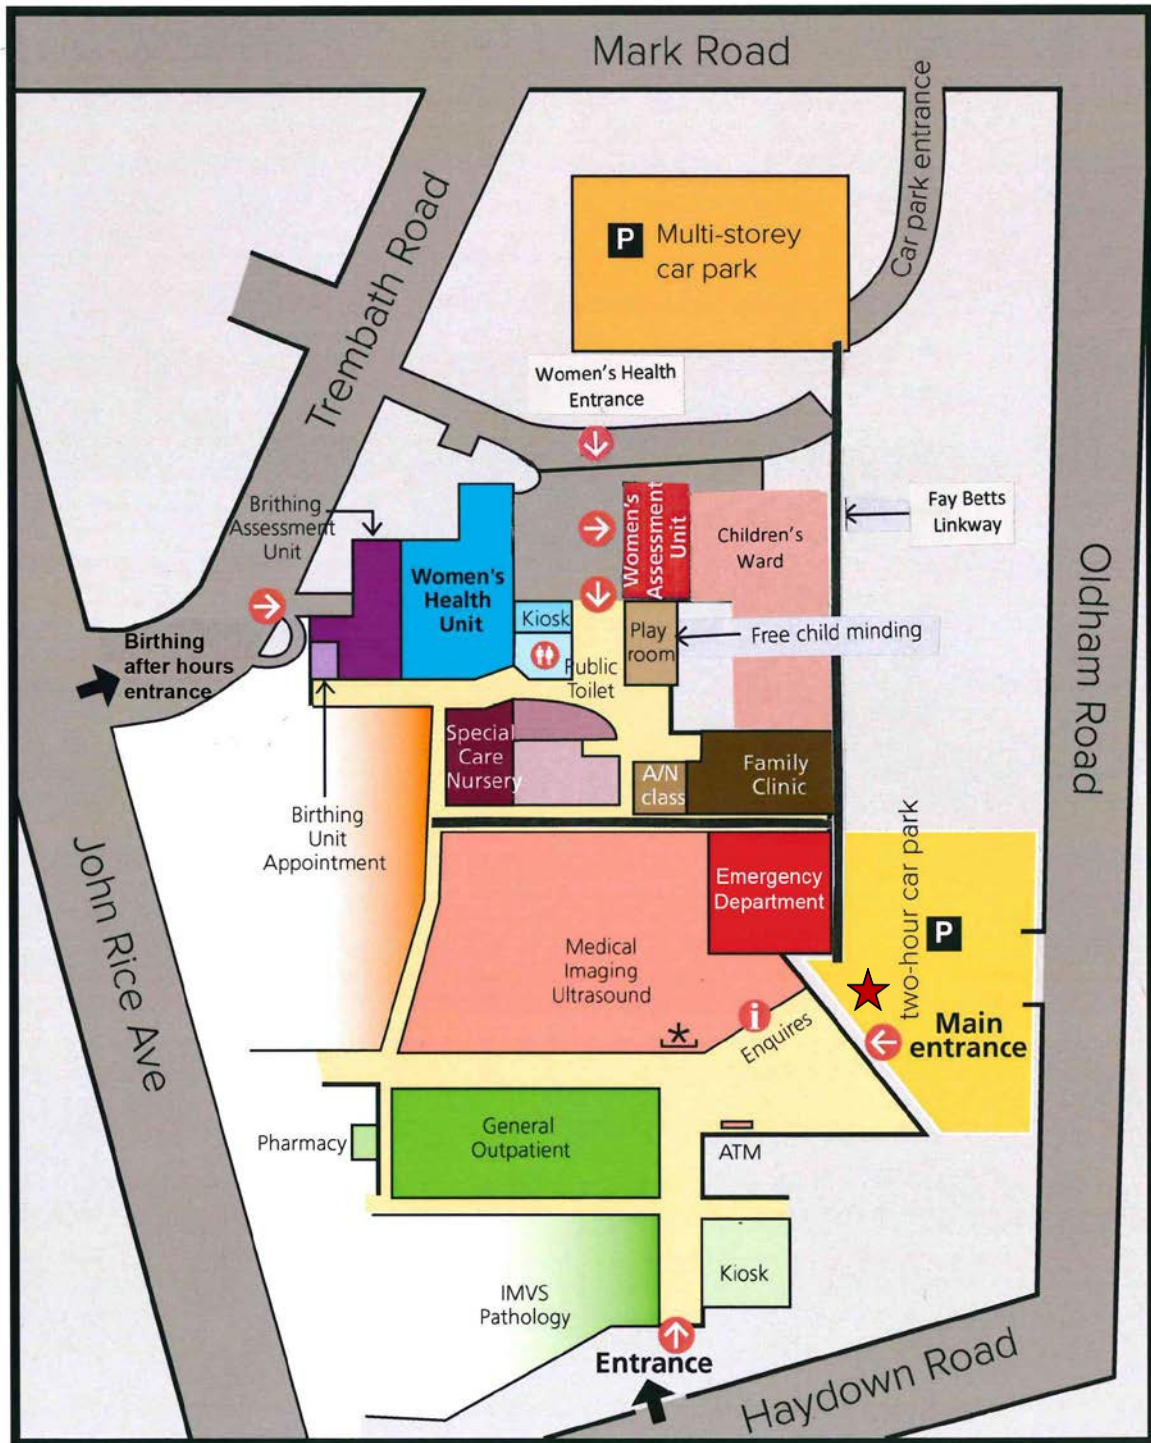 Mark Road
Car park entrance
Trembath Road
P
Multi-storey
car park
Women's Health
Entrance
Brithing
Assessment
Unit
Women's
Assessment
Unit
Children's
Ward
Fay Betts
Linkway
Women's
Health
Unit
Kiosk
Play
room
Free child minding
Public
Toilet
Birthing
after hours
entrance
Oldham Road
Special
Care
Nursery
A/N
class
Family
Clinic
Birthing
Unit
Appointment
John Rice Ave
Emergency
Department
two-hour car park
P
Medical
Imaging
Ultrasound
i
Enquires
*
Main
entrance
General
Outpatient
Pharmacy
ATM
IMVS
Pathology
Kiosk
Entrance
Haydown Road